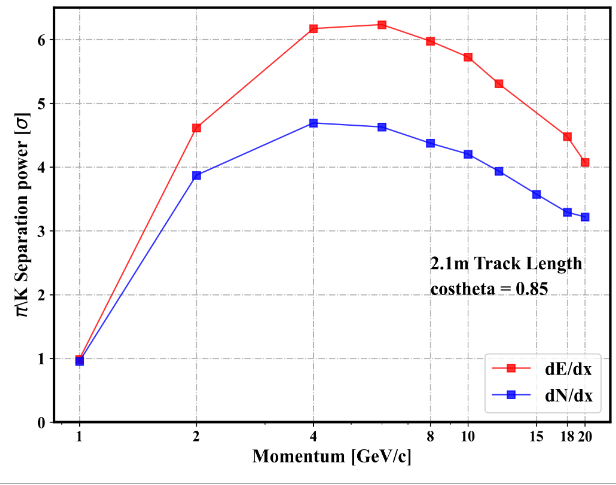 π\K Separation power [σ]
6
5
4
3
2
1
0
2.1m Track Length
costheta = 0.85
dE/dx
dN/dx
1 2 4 8 10 15 18 20
Momentum [GeV/c]